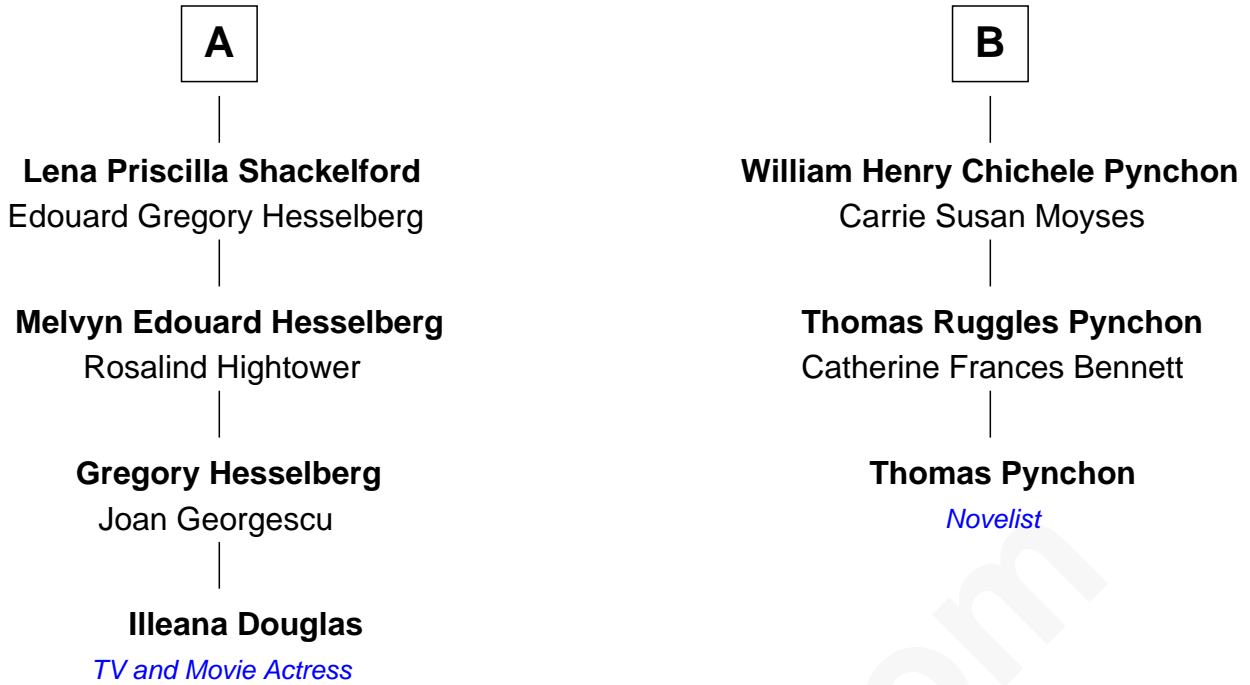 A
Lena Priscilla Shackelford
Edouard Gregory Hesselberg
Melvyn Edouard Hesselberg
Rosalind Hightower
Gregory Hesselberg
Joan Georgescu
Illeana Douglas
TV and Movie Actress
B
William Henry Chichele Pynchon
Carrie Susan Moyses
Thomas Ruggles Pynchon
Catherine Frances Bennett
Thomas Pynchon
Novelist
om